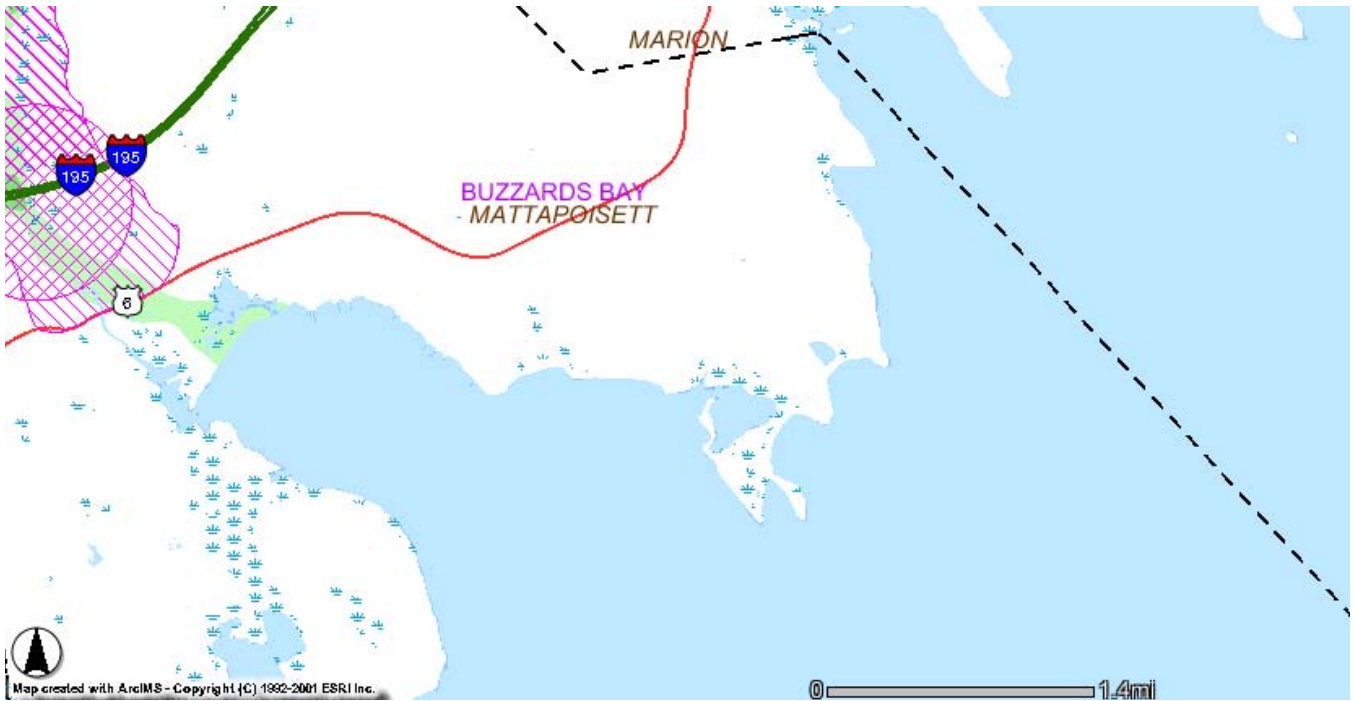 MARION
195
195
BUZZARDS BAY
MATTAPOISETT
6
Map created with ArcIMS - Copyright (C) 1992-2001 ESRI Inc.
0 1.4mi